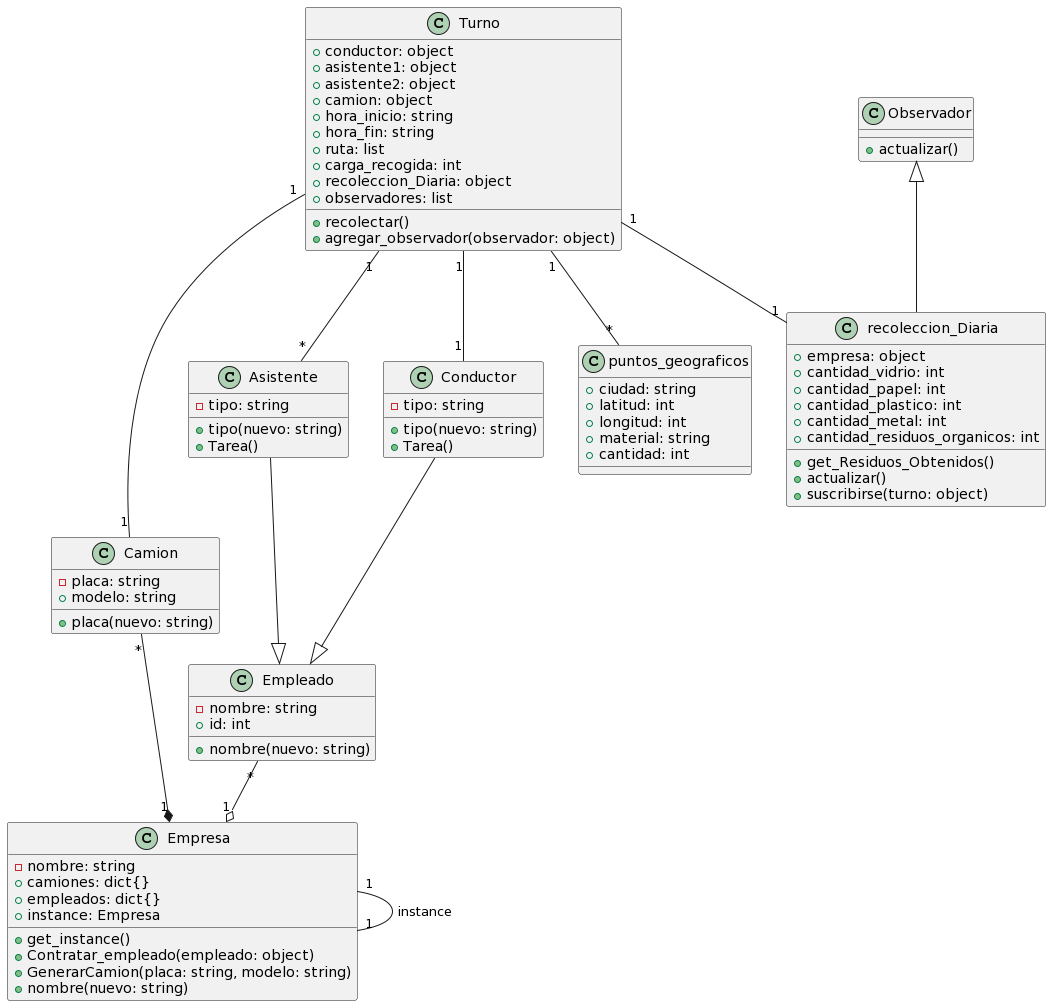 C Turno
conductor: object
asistente1: object
asistente2: object
camion: object
hora_inicio: string
hora_fin: string
ruta: list
carga_recogida: int
recoleccion_Diaria: object
observadores: list
recolectar()
agregar_observador(observador: object)
C Observador
actualizar()
1
1
1
1
1
1
*
1
*
1
C Asistente
tipo: string
tipo(nuevo: string)
Tarea()
C Conductor
tipo: string
tipo(nuevo: string)
Tarea()
C puntos_geograficos
ciudad: string
latitud: int
longitud: int
material: string
cantidad: int
C recoleccion_Diaria
empresa: object
cantidad_vidrio: int
cantidad_papel: int
cantidad_plastico: int
cantidad_metal: int
cantidad_residuos_organicos: int
get_Residuos_Obtenidos()
actualizar()
suscribirse(turno: object)
1
C Camion
placa: string
modelo: string
placa(nuevo: string)
*
C Empleado
nombre: string
id: int
nombre(nuevo: string)
*
1
1
C Empresa
nombre: string
camiones: dict{}
empleados: dict{}
instance: Empresa
get_instance()
Contratar_empleado(empleado: object)
GenerarCamion(placa: string, modelo: string)
nombre(nuevo: string)
1
instance
1